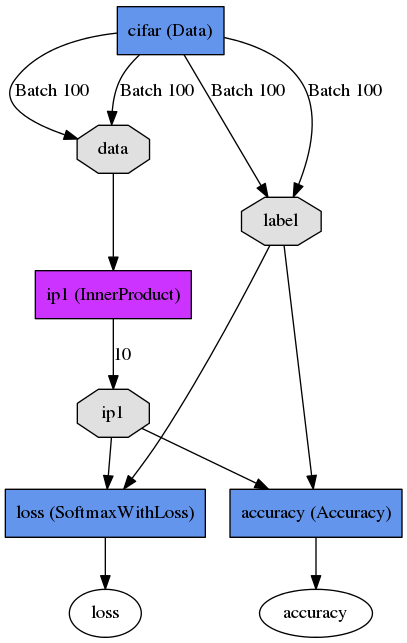 cifar (Data)
Batch 100
Batch 100
Batch 100
Batch 100
data
label
ip1 (InnerProduct)
10
ip1
loss (SoftmaxWithLoss)
accuracy (Accuracy)
loss
accuracy